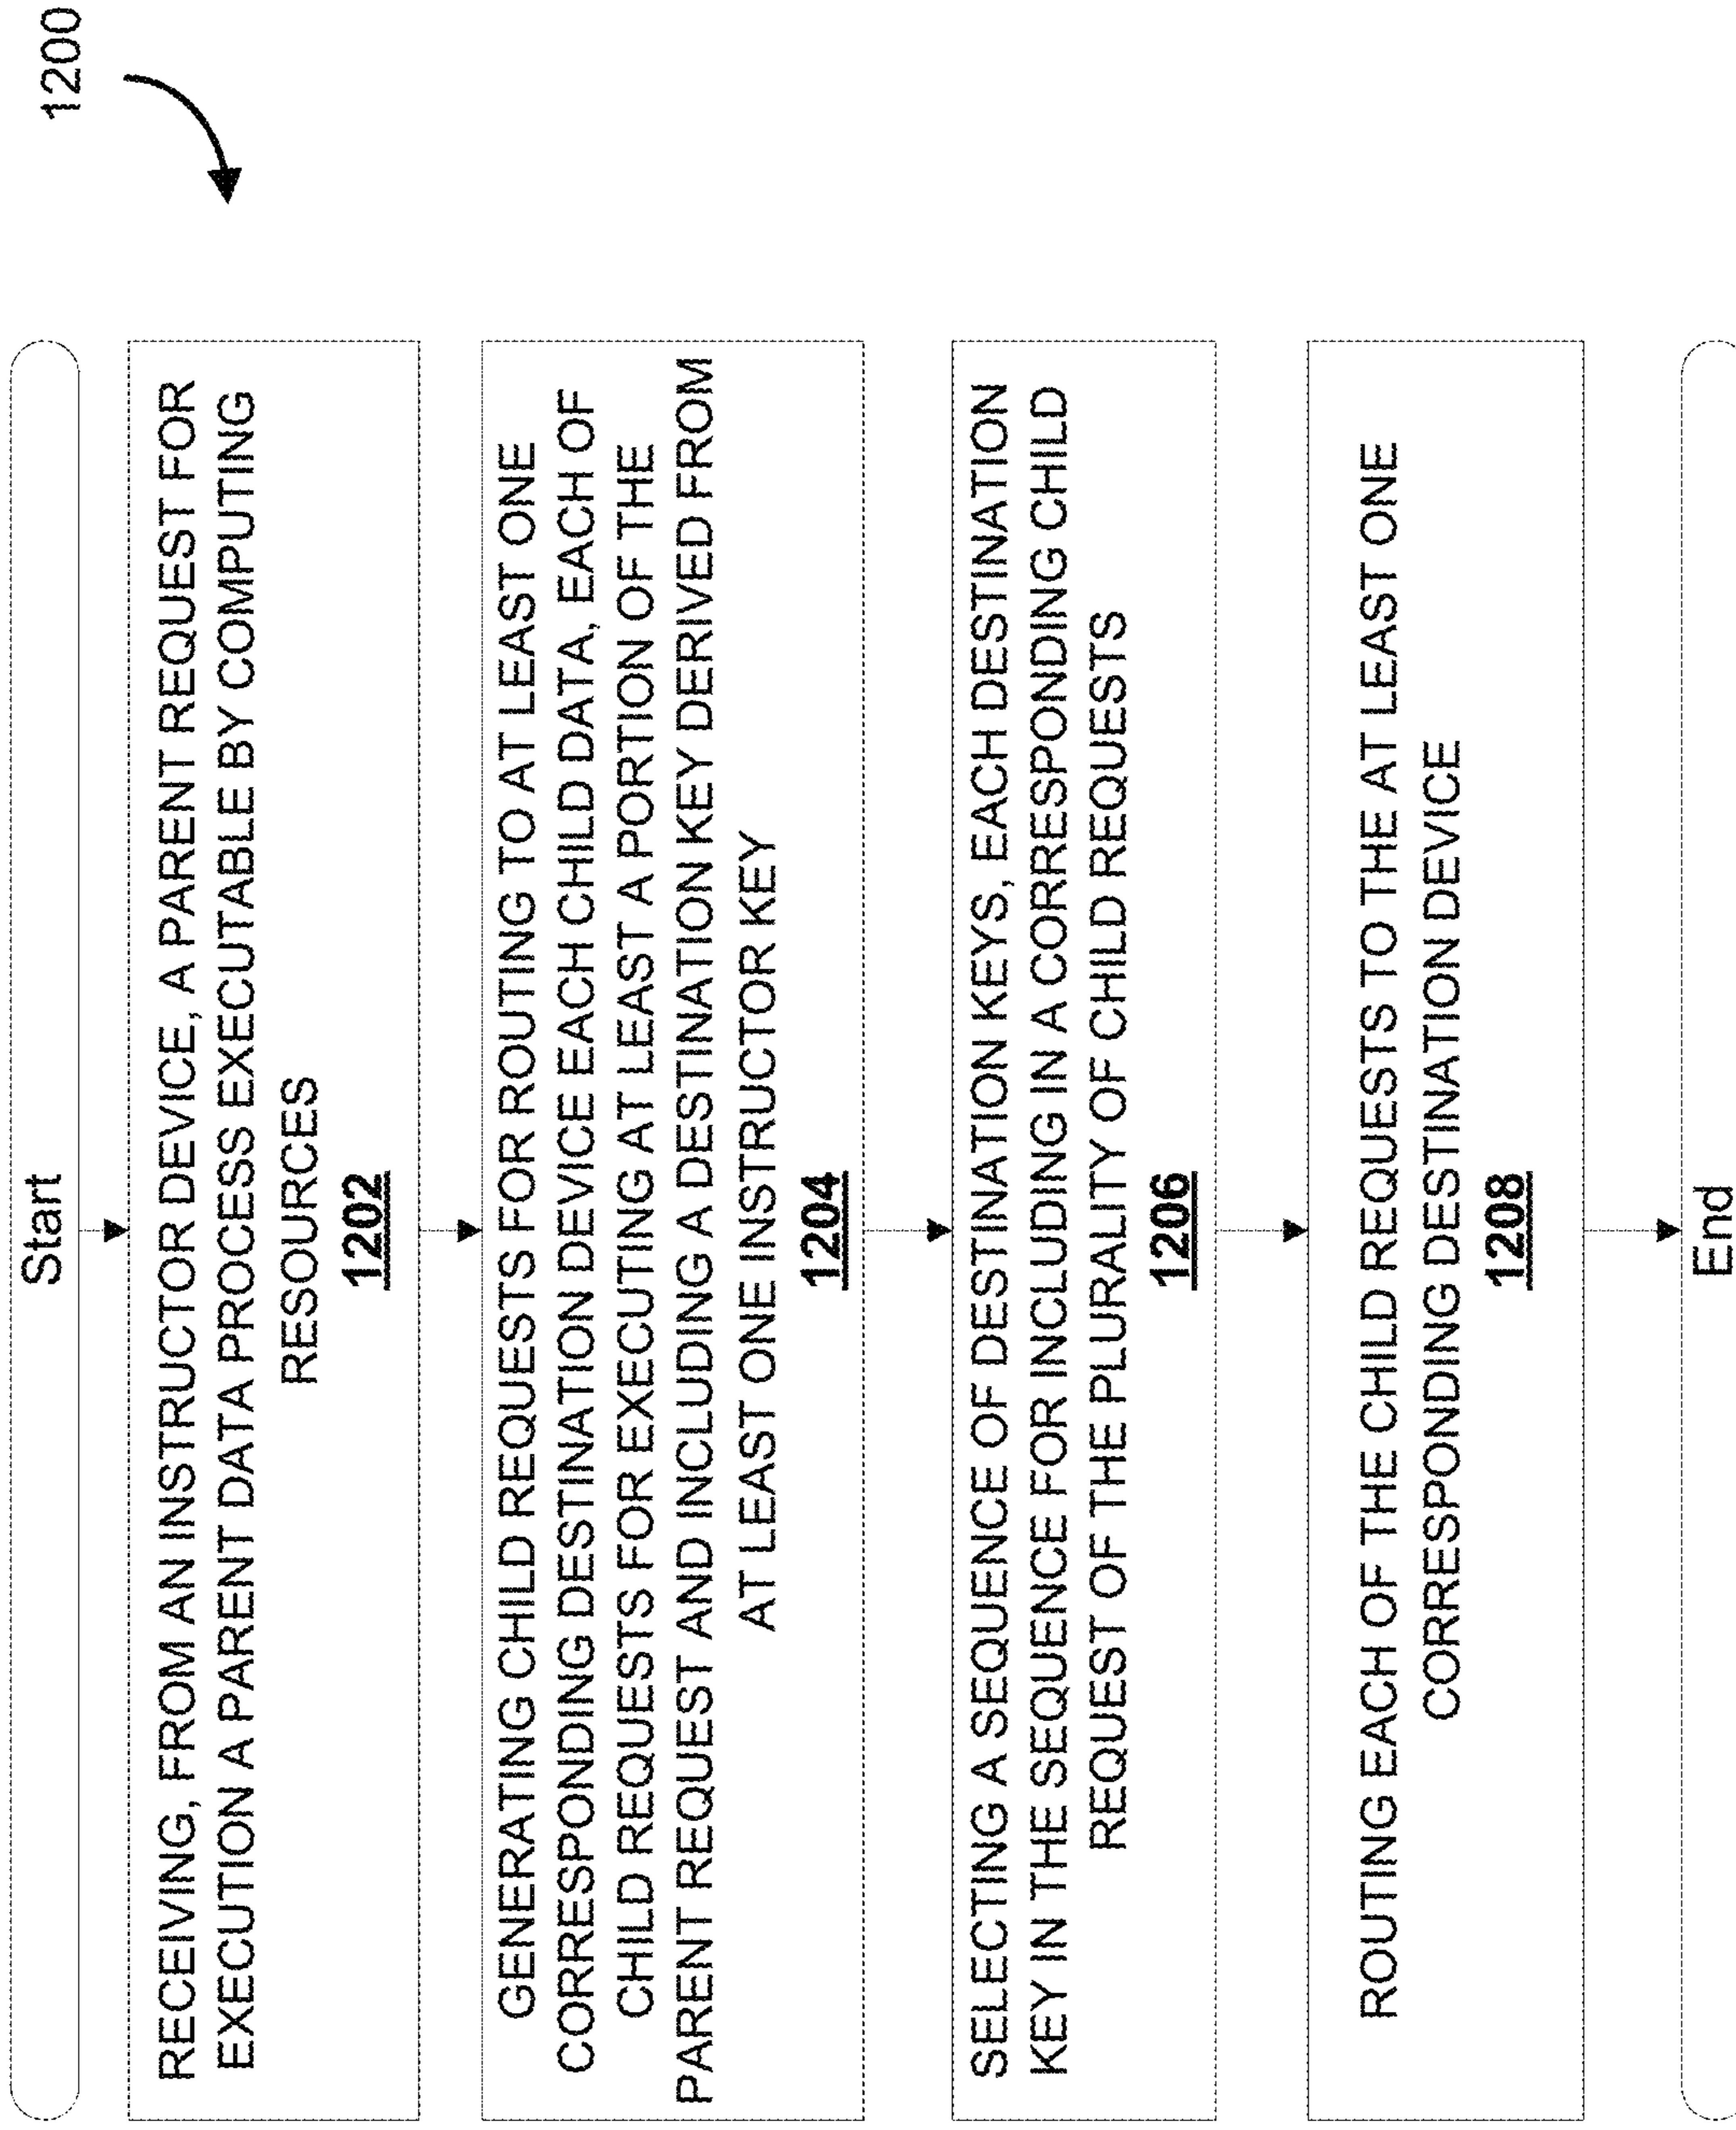 1200
Start
RECEIVING, FROM AN INSTRUCTOR DEVICE, A PARENT REQUEST FOR
EXECUTION A PARENT DATA PROCESS EXECUTABLE BY COMPUTING
RESOURCES
1202
GENERATING CHILD REQUESTS FOR ROUTING TO AT LEAST ONE
CORRESPONDING DESTINATION DEVICE EACH CHILD DATA, EACH OF
CHILD REQUESTS FOR EXECUTING AT LEAST A PORTION OF THE
PARENT REQUEST AND INCLUDING A DESTINATION KEY DERIVED FROM
AT LEAST ONE INSTRUCTOR KEY
1204
SELECTING A SEQUENCE OF DESTINATION KEYS, EACH DESTINATION
KEY IN THE SEQUENCE FOR INCLUDING IN A CORRESPONDING CHILD
REQUEST OF THE PLURALITY OF CHILD REQUESTS
1206
ROUTING EACH OF THE CHILD REQUESTS TO THE AT LEAST ONE
CORRESPONDING DESTINATION DEVICE
1208
End